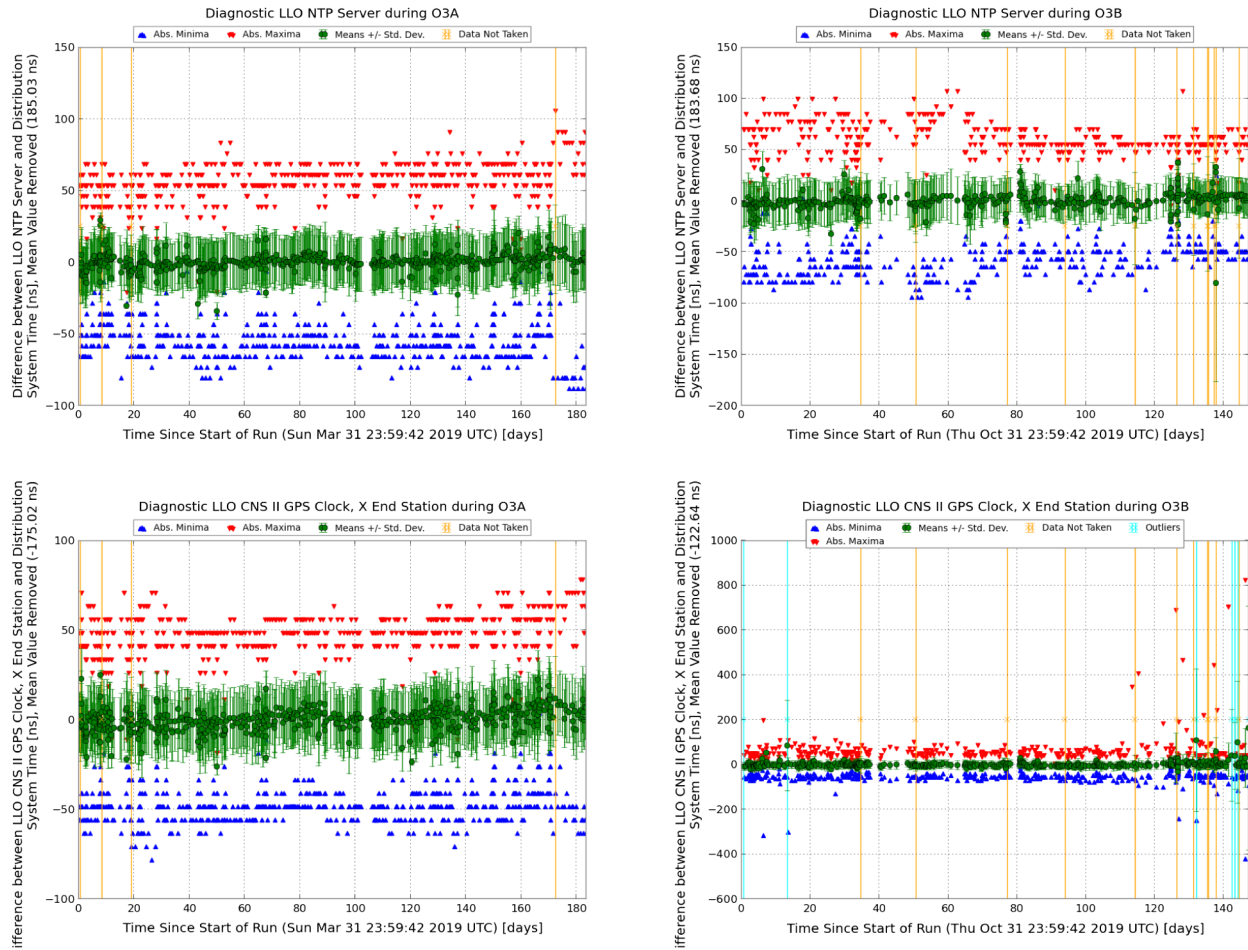 Diagnostic LLO NTP Server during O3A
Abs. Minima Abs. Maxima Means +/- Std. Dev. Data Not Taken
Difference between LLO NTP Server and Distribution
System Time [ns], Mean Value Removed (185.03 ns)
150
100
50
0
−50
−100
0 20 40 60 80 100 120 140 160 180
Time Since Start of Run (Sun Mar 31 23:59:42 2019 UTC) [days]
Diagnostic LLO NTP Server during O3B
Abs. Minima Abs. Maxima Means +/- Std. Dev. Data Not Taken
Difference between LLO NTP Server and Distribution
System Time [ns], Mean Value Removed (183.68 ns)
150
100
50
0
−50
−100
−150
−200
0 20 40 60 80 100 120 140
Time Since Start of Run (Thu Oct 31 23:59:42 2019 UTC) [days]
Diagnostic LLO CNS II GPS Clock, X End Station during O3A
Abs. Minima Abs. Maxima Means +/- Std. Dev. Data Not Taken
ifference between LLO CNS II GPS Clock, X End Station and Distribution
System Time [ns], Mean Value Removed (-175.02 ns)
100
50
0
−50
−100
0 20 40 60 80 100 120 140 160 180
Time Since Start of Run (Sun Mar 31 23:59:42 2019 UTC) [days]
Diagnostic LLO CNS II GPS Clock, X End Station during O3B
Abs. Minima Means +/- Std. Dev. Data Not Taken Outliers
Abs. Maxima
ifference between LLO CNS II GPS Clock, X End Station and Distribution
System Time [ns], Mean Value Removed (-122.64 ns)
1000
800
600
400
200
0
−200
−400
−600
0 20 40 60 80 100 120 140
Time Since Start of Run (Thu Oct 31 23:59:42 2019 UTC) [days]